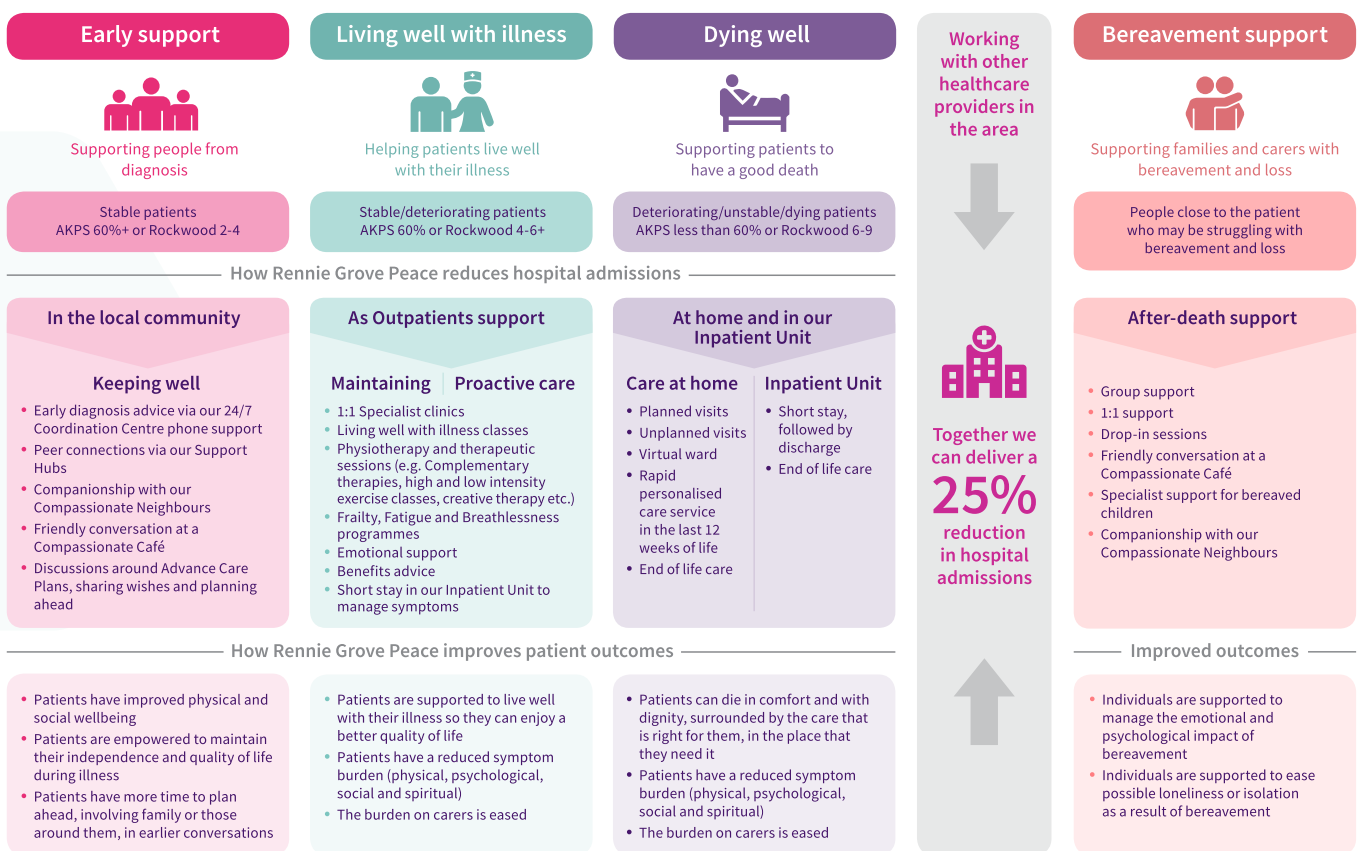 Early support
Supporting people from
diagnosis
Stable patients
AKPS 60%+ or Rockwood 2-4
Living well with illness
Helping patients live well
with their illness
Stable/deteriorating patients
AKPS 60% or Rockwood 4-6+
Dying well
Supporting patients to
have a good death
Deteriorating/unstable/dying patients
AKPS less than 60% or Rockwood 6-9
How Rennie Grove Peace reduces hospital admissions
In the local community
Keeping well
• Early diagnosis advice via our 24/7
Coordination Centre phone support
• Peer connections via our Support
Hubs
• Companionship with our
Compassionate Neighbours
• Friendly conversation at a
Compassionate Café
• Discussions around Advance Care
Plans, sharing wishes and planning
ahead
As Outpatients support
Maintaining
Proactive care
• 1:1 Specialist clinics
• Living well with illness classes
• Physiotherapy and therapeutic
sessions (e.g. Complementary
therapies, high and low intensity
exercise classes, creative therapy etc.)
• Frailty, Fatigue and Breathlessness
programmes
• Emotional support
• Benefits advice
• Short stay in our Inpatient Unit to
manage symptoms
At home and in our
Inpatient Unit
Care at home
• Planned visits
• Unplanned visits
• Virtual ward
• Rapid
personalised
care service
in the last 12
weeks of life
• End of life care
Inpatient Unit
• Short stay,
followed by
discharge
• End of life care
How Rennie Grove Peace improves patient outcomes
• Patients have improved physical and
social wellbeing
• Patients are empowered to maintain
their independence and quality of life
during illness
• Patients have more time to plan
ahead, involving family or those
around them, in earlier conversations
• Patients are supported to live well
with their illness so they can enjoy a
better quality of life
• Patients have a reduced symptom
burden (physical, psychological,
social and spiritual)
• The burden on carers is eased
• Patients can die in comfort and with
dignity, surrounded by the care that
is right for them, in the place that
they need it
• Patients have a reduced symptom
burden (physical, psychological,
social and spiritual)
• The burden on carers is eased
Working
with other
healthcare
providers in
the area
Together we
can deliver a
25%
reduction
in hospital
admissions
Bereavement support
Supporting families and carers with
bereavement and loss
People close to the patient
who may be struggling with
bereavement and loss
After-death support
• Group support
• 1:1 support
• Drop-in sessions
• Friendly conversation at a
Compassionate Café
• Specialist support for bereaved
children
• Companionship with our
Compassionate Neighbours
Improved outcomes
• Individuals are supported to
manage the emotional and
psychological impact of
bereavement
• Individuals are supported to ease
possible loneliness or isolation
as a result of bereavement